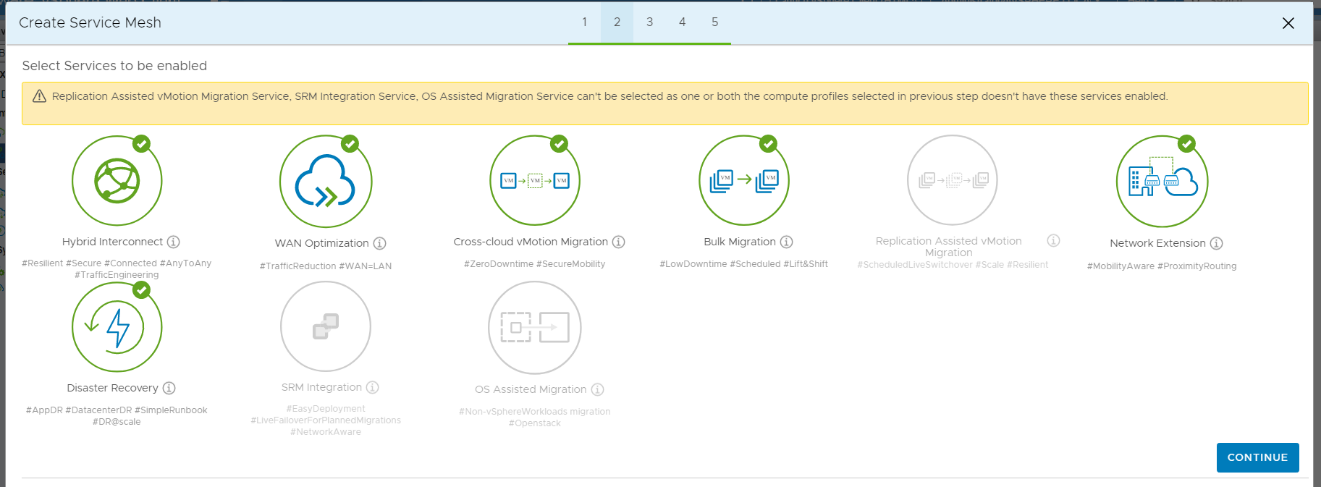 Create Service Mesh
1 2 3 4 5
Select Services to be enabled
Replication Assisted vMotion Migration Service, SRM Integration Service, OS Assisted Migration Service can't be selected as one or both the compute profiles selected in previous step doesn't have these services enabled.
Hybrid Interconnect
#Resilient #Secure #Connected #AnyToAny
#TrafficEngineering
WAN Optimization
#TrafficReduction #WAN=LAN
VM VM VM
Cross-cloud vMotion Migration
#ZeroDowntime #SecureMobility
VM VM
Bulk Migration
#LowDowntime #Scheduled #Lift&Shift
VM VM VM
Replication Assisted vMotion
Migration
#ScheduledLiveSwitchover #Scale #Resilient
Network Extension
#MobilityAware #ProximityRouting
Disaster Recovery
#AppDR #DatacenterDR #SimpleRunbook
#DR@scale
SRM Integration
#EasyDeployment
#LiveFailoverForPlannedMigrations
#NetworkAware
OS Assisted Migration
#Non-vSphereWorkloads migration
#Openstack
CONTINUE